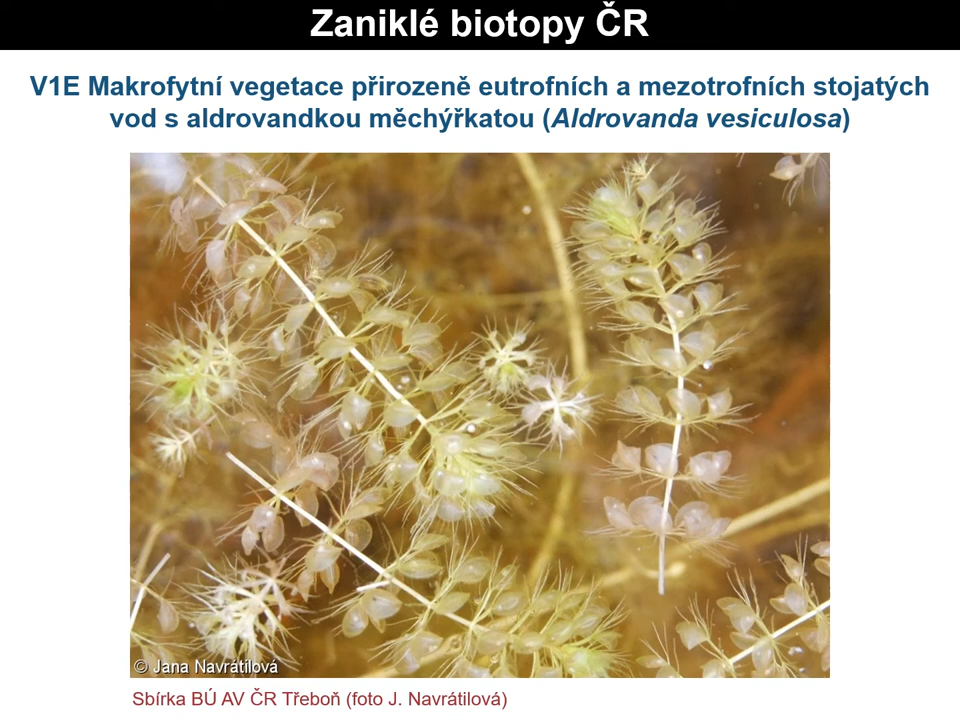 Zaniklé biotopy ČR
V1E Makrofytní vegetace přirozeně eutrofních a mezotrofních stojatých
vod s aldrovandkou měchýřkatou (Aldrovanda vesiculosa)
© Jana Navrátilová
Sbírka BÚ AV ČR Třeboň (foto J. Navrátilová)